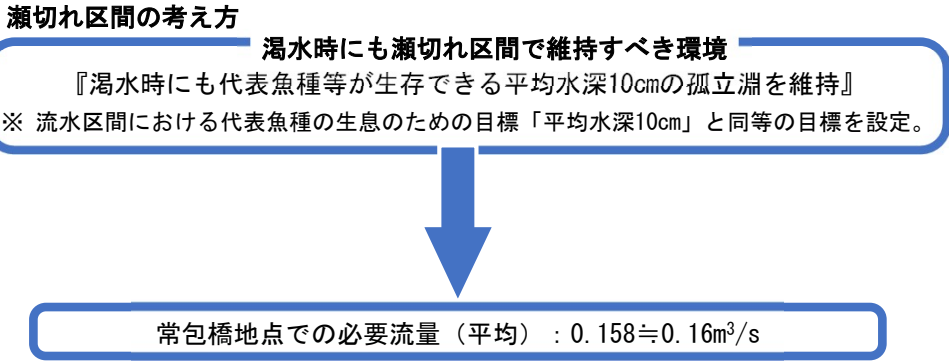 瀬切れ区間の考え方
渇水時にも瀬切れ区間で維持すべき環境
『渇水時にも代表魚種等が生存できる平均水深10cmの孤立淵を維持』
※ 流水区間における代表魚種の生息のための目標「平均水深10cm」と同等の目標を設定。
常包橋地点での必要流量（平均）：0.158≒0.16m³/s